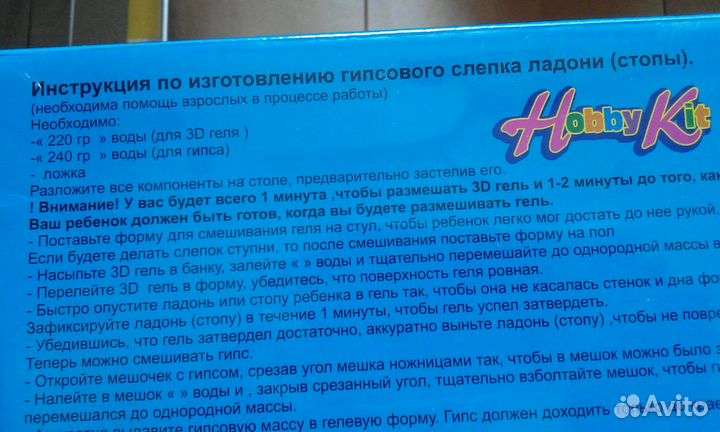 Инструкция по изготовлению гипсового слепка ладони (стопы).
(необходима помощь взрослых в процессе работы)
Необходимо:
-« 220 гр » воды (для 3D геля )
-« 240 гр » воды (для гипса)
- ложка
Hobby Kit
Разложите все компоненты на столе, предварительно застелив его.
! Внимание! У вас будет всего 1 минута ,чтобы размешать 3D гель и 1-2 минуты до того, как
Ваш ребенок должен быть готов, когда вы будете размешивать гель.
- Поставьте форму для смешивания геля на стул, чтобы ребенок легко мог достать до нее рукой.
Если будете делать слепок ступни, то после смешивания поставьте форму на пол
- Насыпьте 3D гель в банку, залейте « » воды и тщательно перемешайте до однородной массы в
- Перелейте 3D гель в форму, убедитесь, что поверхность геля ровная.
- Быстро опустите ладонь или стопу ребенка в гель так, чтобы она не касалась стенок и дна
Зафиксируйте ладонь (стопу) в течение 1 минуты, чтобы гель успел затвердеть.
- Убедившись, что гель затвердел достаточно, аккуратно выньте ладонь (стопу) ,чтобы не
Теперь можно смешивать гипс.
- Откройте мешочек с гипсом, срезав угол мешка ножницами так, чтобы в мешок можно было
- Налейте в мешок « » воды и , закрыв срезанный угол, тщательно взболтайте мешок, чтобы
перемешался до однородной массы.
выдавите гипсовую массу в гелевую форму. Гипс должен доходить
Avito